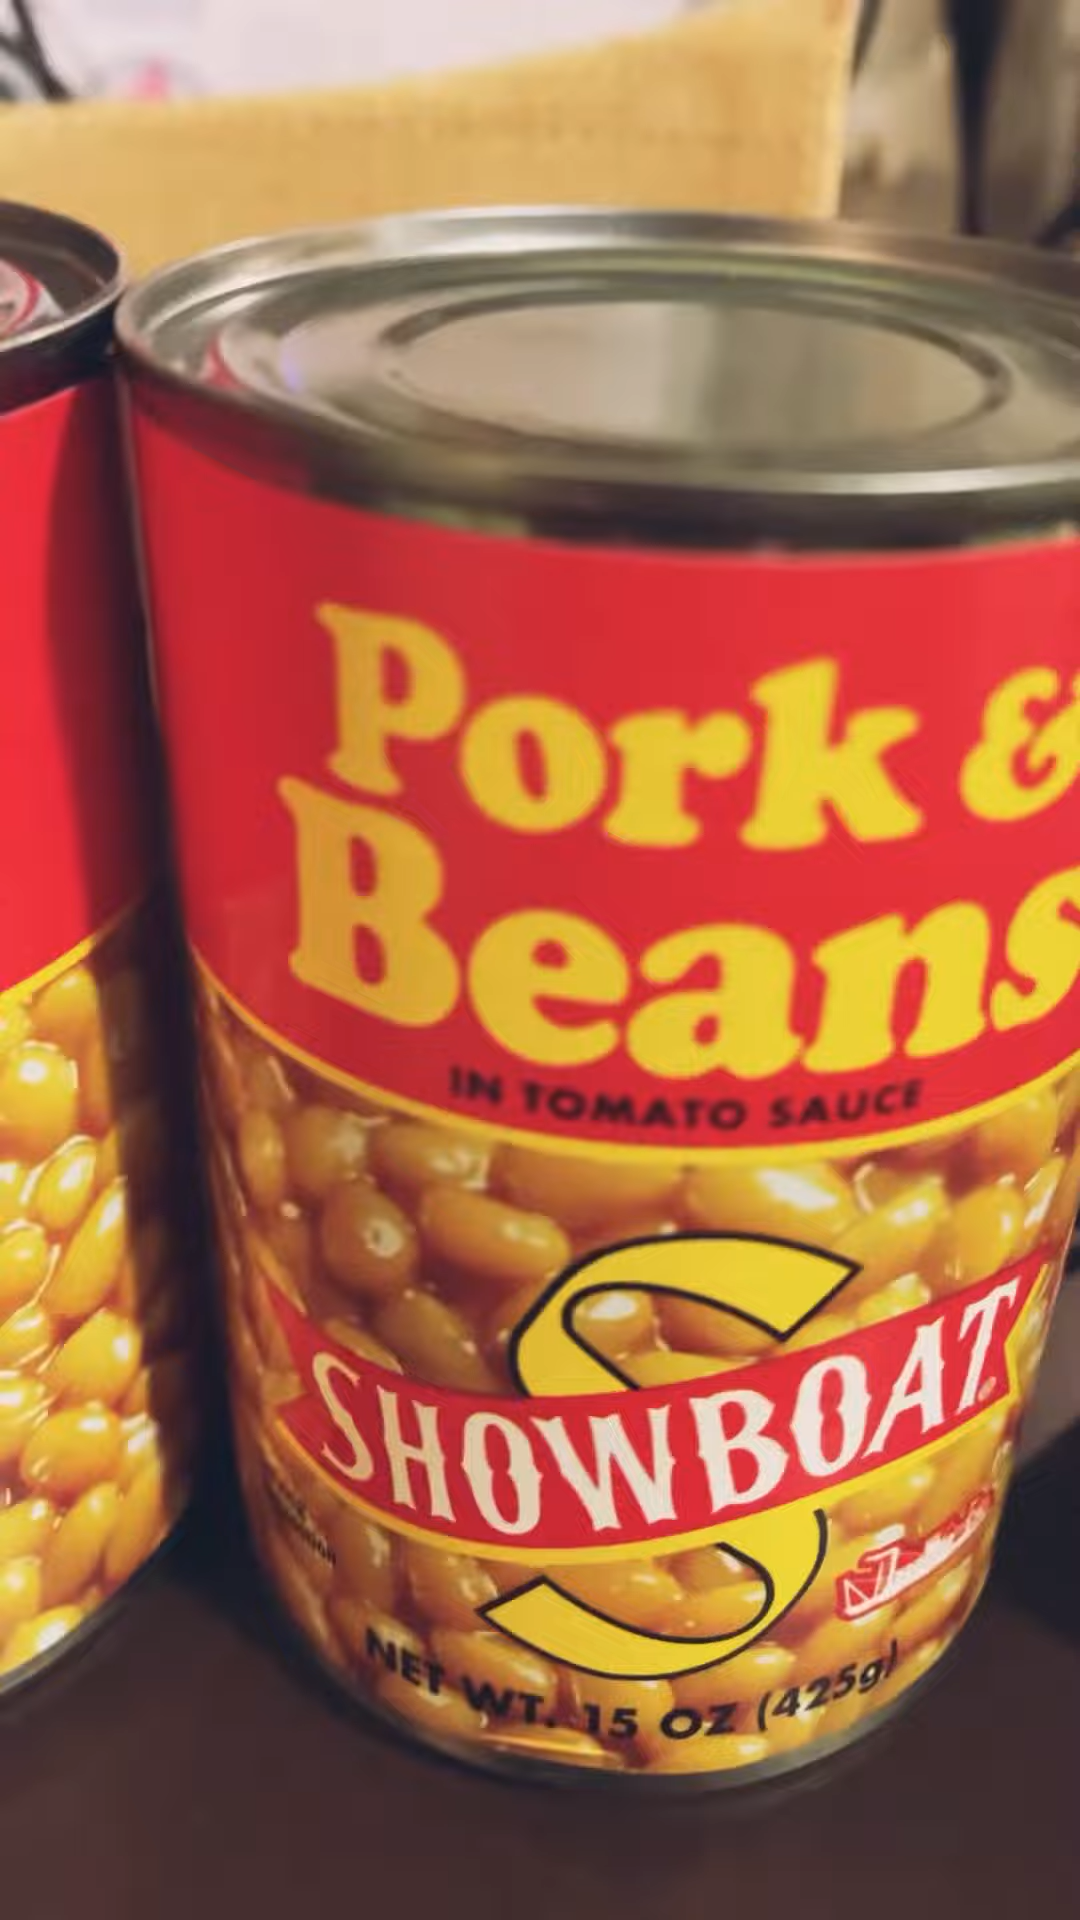 Pork &
Beans
IN TOMATO SAUCE
SHOWBOAT®
NET WT. 15 OZ (425g)